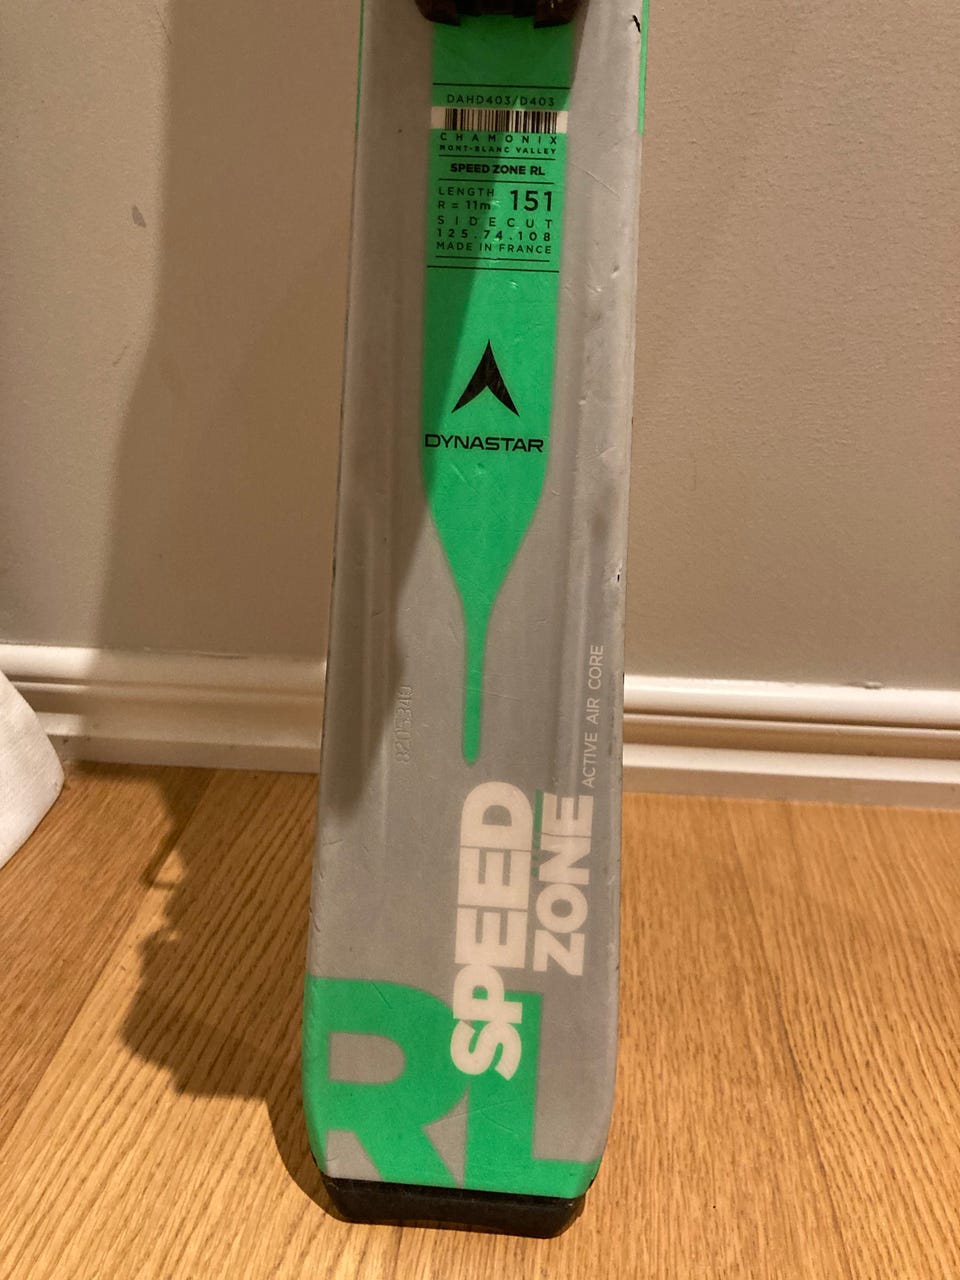 DAHD403/D403
CHAMONIX
MONT-BLANC VALLEY
SPEED ZONE RL
LENGTH 151
R = 11m
SIDECUT
125.74.108
MADE IN FRANCE
DYNASTAR
ACTIVE AIR CORE
SPEED
ZONE
RL